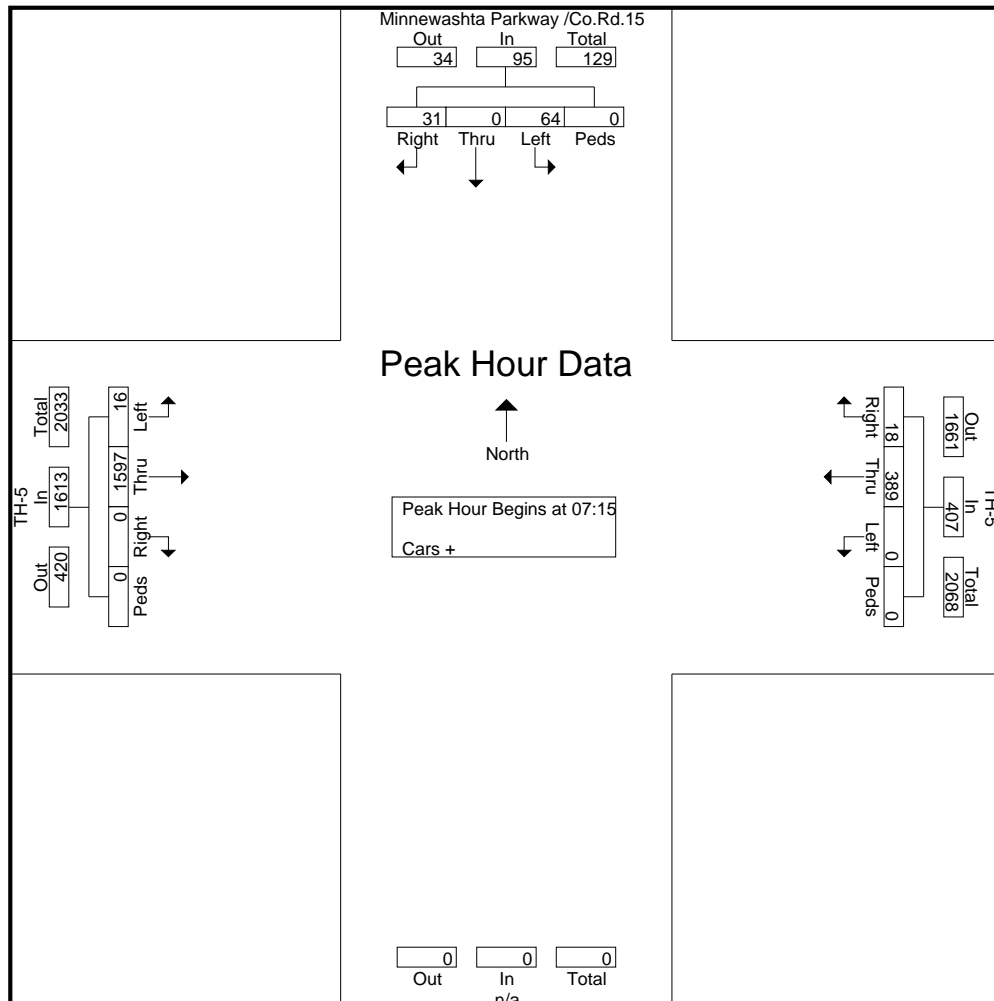 Minnewashta Parkway /Co.Rd.15
Out In Total
34 95 129
31 0 64 0
Right Thru Left Peds
Peak Hour Data
North
Peak Hour Begins at 07:15
Cars +
TH-5
Total In Out
2033 1613 420
16 1597 0 0
Left Thru Right Peds
TH-5
Out In Total
1661 407 2068
18 389 0 0
Right Thru Left Peds
0 0 0
Out In Total
n/a